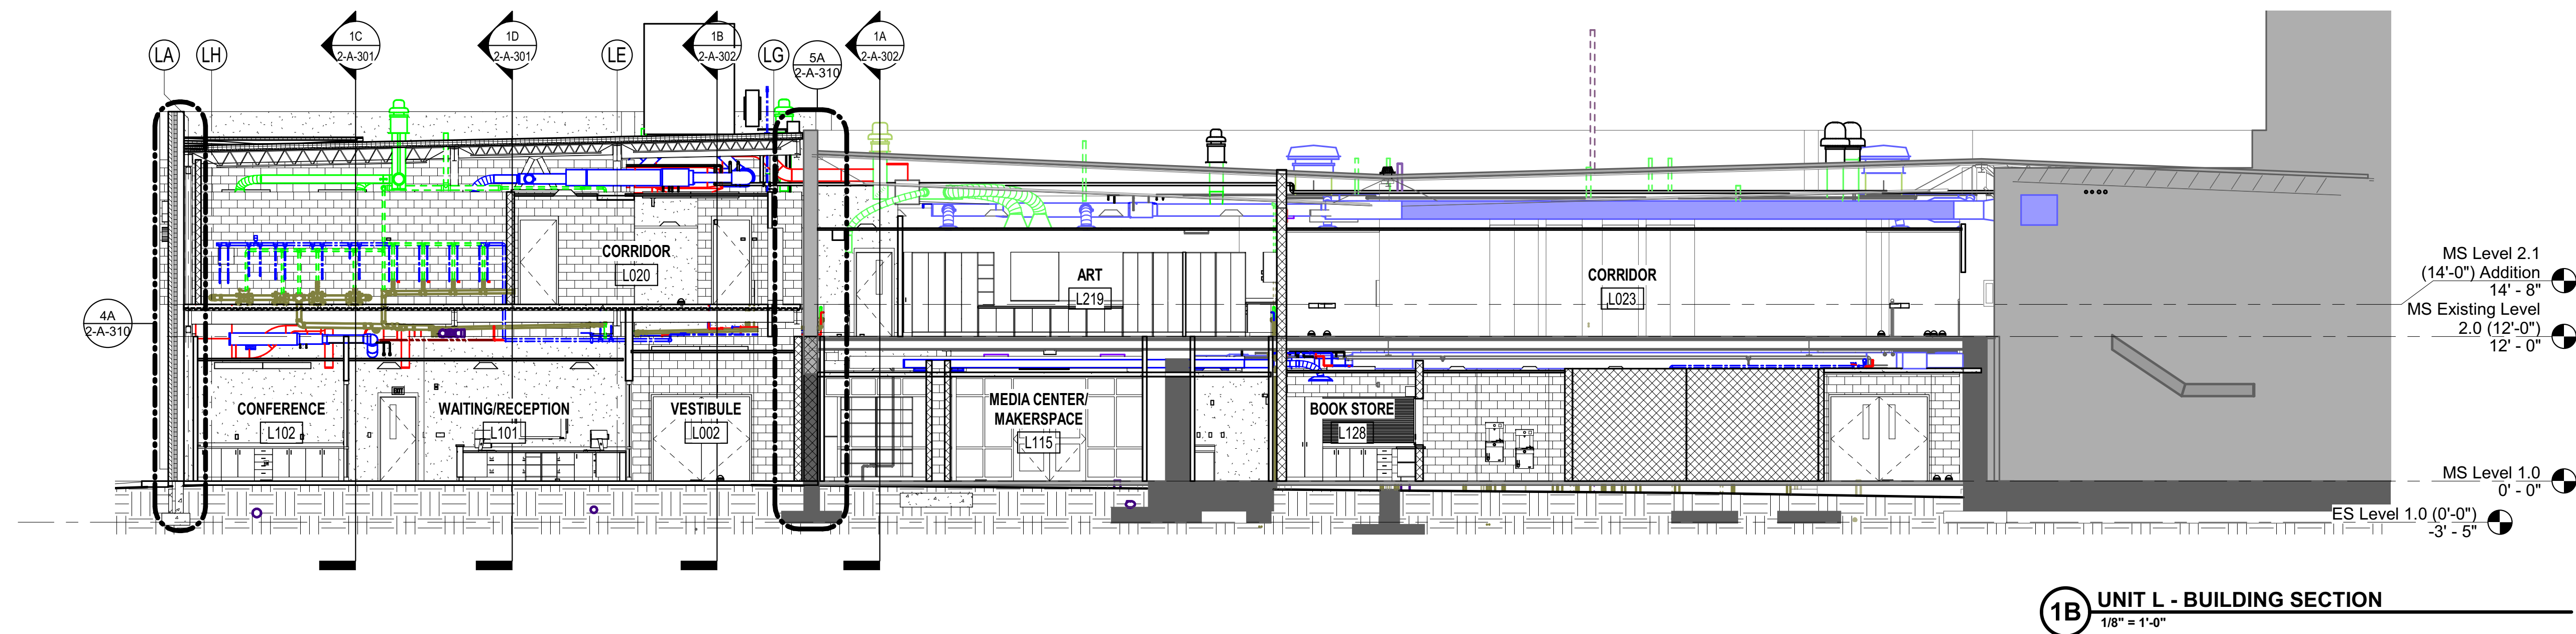 LA
LH
1C
2-A-301
1D
2-A-301
LE
1B
2-A-302
LG
5A
2-A-310
1A
2-A-302
CORRIDOR
L020
ART
L219
CORRIDOR
L023
MS Level 2.1
(14'-0") Addition
14' - 8"
MS Existing Level
2.0 (12'-0")
12' - 0"
4A
2-A-310
EXIT
CONFERENCE
L102
WAITING/RECEPTION
L101
VESTIBULE
L002
MEDIA CENTER/
MAKERSPACE
L115
BOOK STORE
L128
MS Level 1.0
0' - 0"
ES Level 1.0 (0'-0")
-3' - 5"
1B
UNIT L - BUILDING SECTION
1/8" = 1'-0"